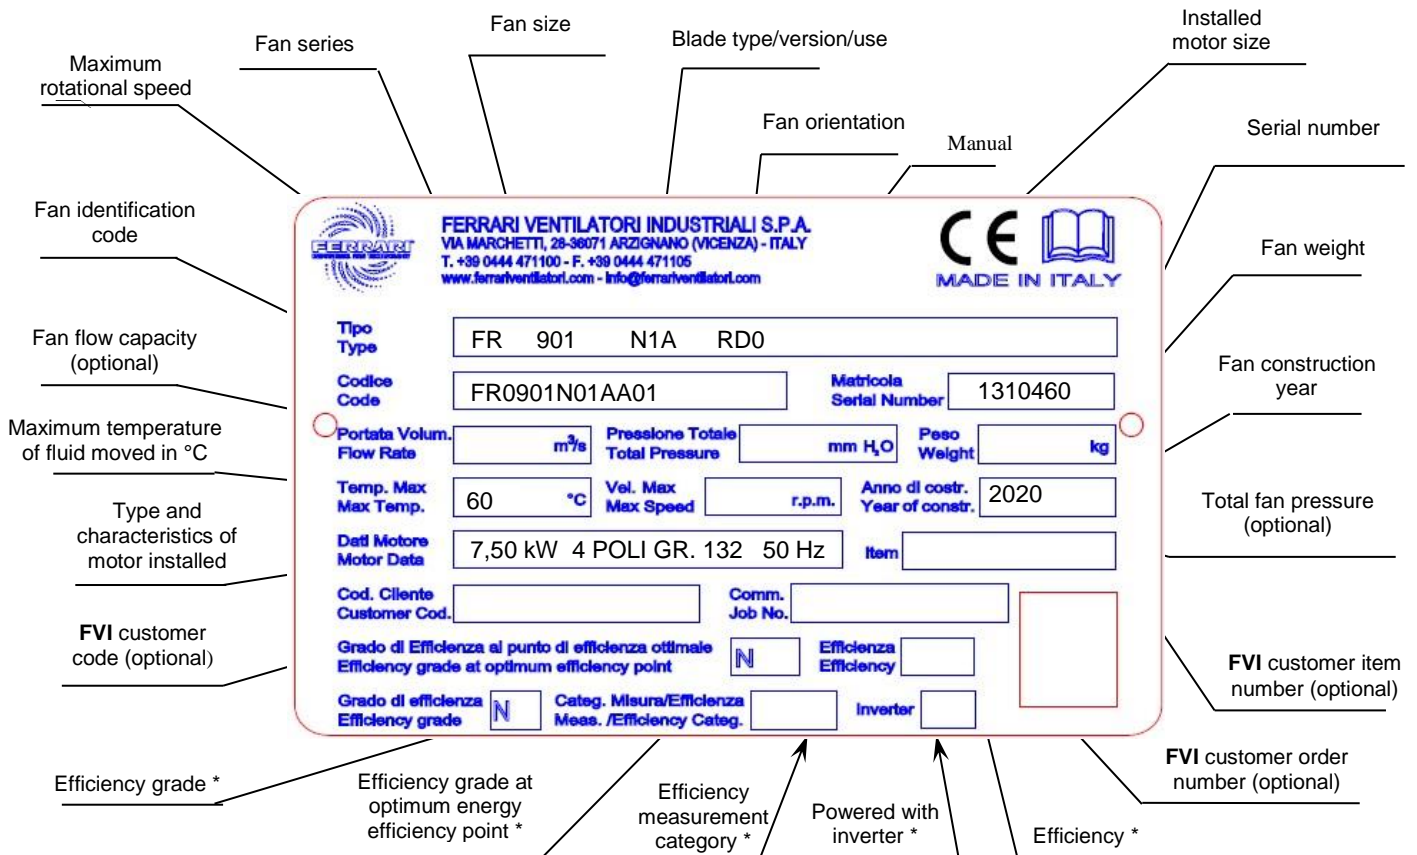 Installed
motor size
Fan size
Fan series
Blade type/version/use
Maximum
rotational speed
Fan orientation
Manual
Serial number
Fan identification
code
Fan weight
Fan flow capacity
(optional)
Fan construction
year
Maximum temperature
of fluid moved in °C
Type and
characteristics of
motor installed
Total fan pressure
(optional)
FVI customer
code (optional)
FVI customer item
number (optional)
FVI customer order
number (optional)
FERRARI
FERRARI VENTILATORI INDUSTRIALI S.P.A.
VIA MARCHETTI, 28-36071 ARZIGNANO (VICENZA) - ITALY
T. +39 0444 471100 - F. +39 0444 471105
www.ferrariventilatori.com - info@ferrariventilatori.com
CE
MADE IN ITALY
Tipo
Type
FR 901 N1A RD0
Codice
Code
FR0901N01AA01
Matricola
Serial Number
1310460
Portata Volum.
Flow Rate
m³/s
Pressione Totale
Total Pressure
mm H₂O
Peso
Weight
kg
Temp. Max
Max Temp.
60 °C
Vel. Max
Max Speed
r.p.m.
Anno di costr.
Year of constr.
2020
Dati Motore
Motor Data
7,50 kW 4 POLI GR. 132 50 Hz
Item
Cod. Cliente
Customer Cod.
Comm.
Job No.
Grado di Efficienza al punto di efficienza ottimale
Efficiency grade at optimum efficiency point
N
Efficienza
Efficiency
Grado di efficienza
Efficiency grade
N
Categ. Misura/Efficienza
Meas. /Efficiency Categ.
Inverter
Efficiency grade *
Efficiency grade at
optimum energy
efficiency point *
Efficiency
measurement
category *
Powered with
inverter *
Efficiency *